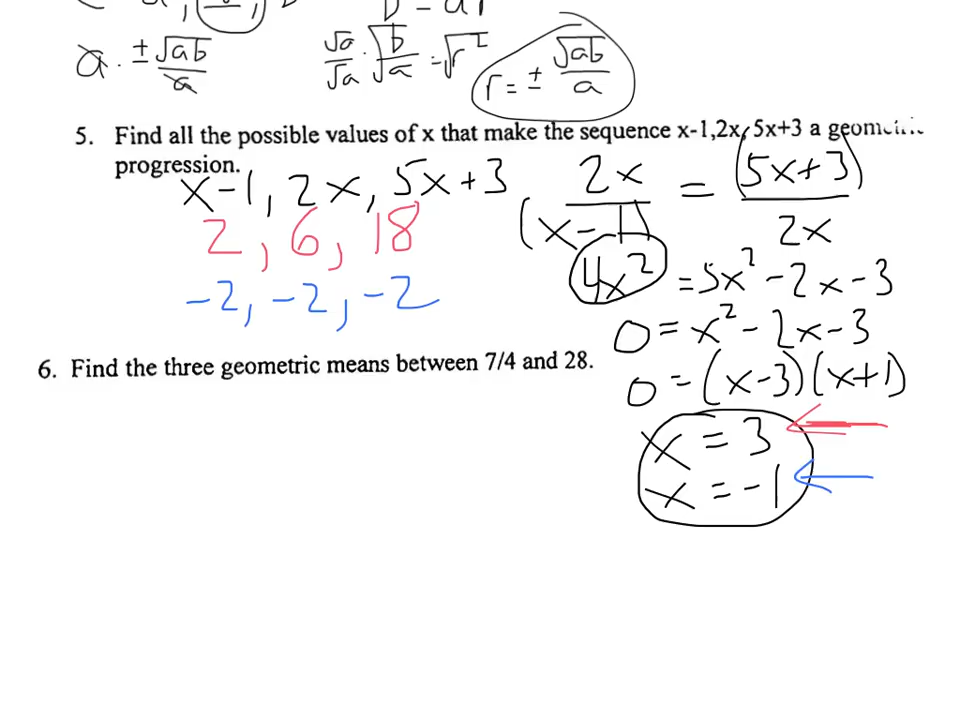 a · ±√ab / a
√a / √a · √b / √a = √r²
r = ± √ab / a
5. Find all the possible values of x that make the sequence x-1,2x, 5x+3 a geometric
progression.
x-1, 2x, 5x+3
2x / (x-1) = (5x+3) / 2x
2, 6, 18
4x² = 5x² - 2x - 3
-2, -2, -2
0 = x² - 2x - 3
6. Find the three geometric means between 7/4 and 28.
0 = (x-3)(x+1)
x = 3
x = -1